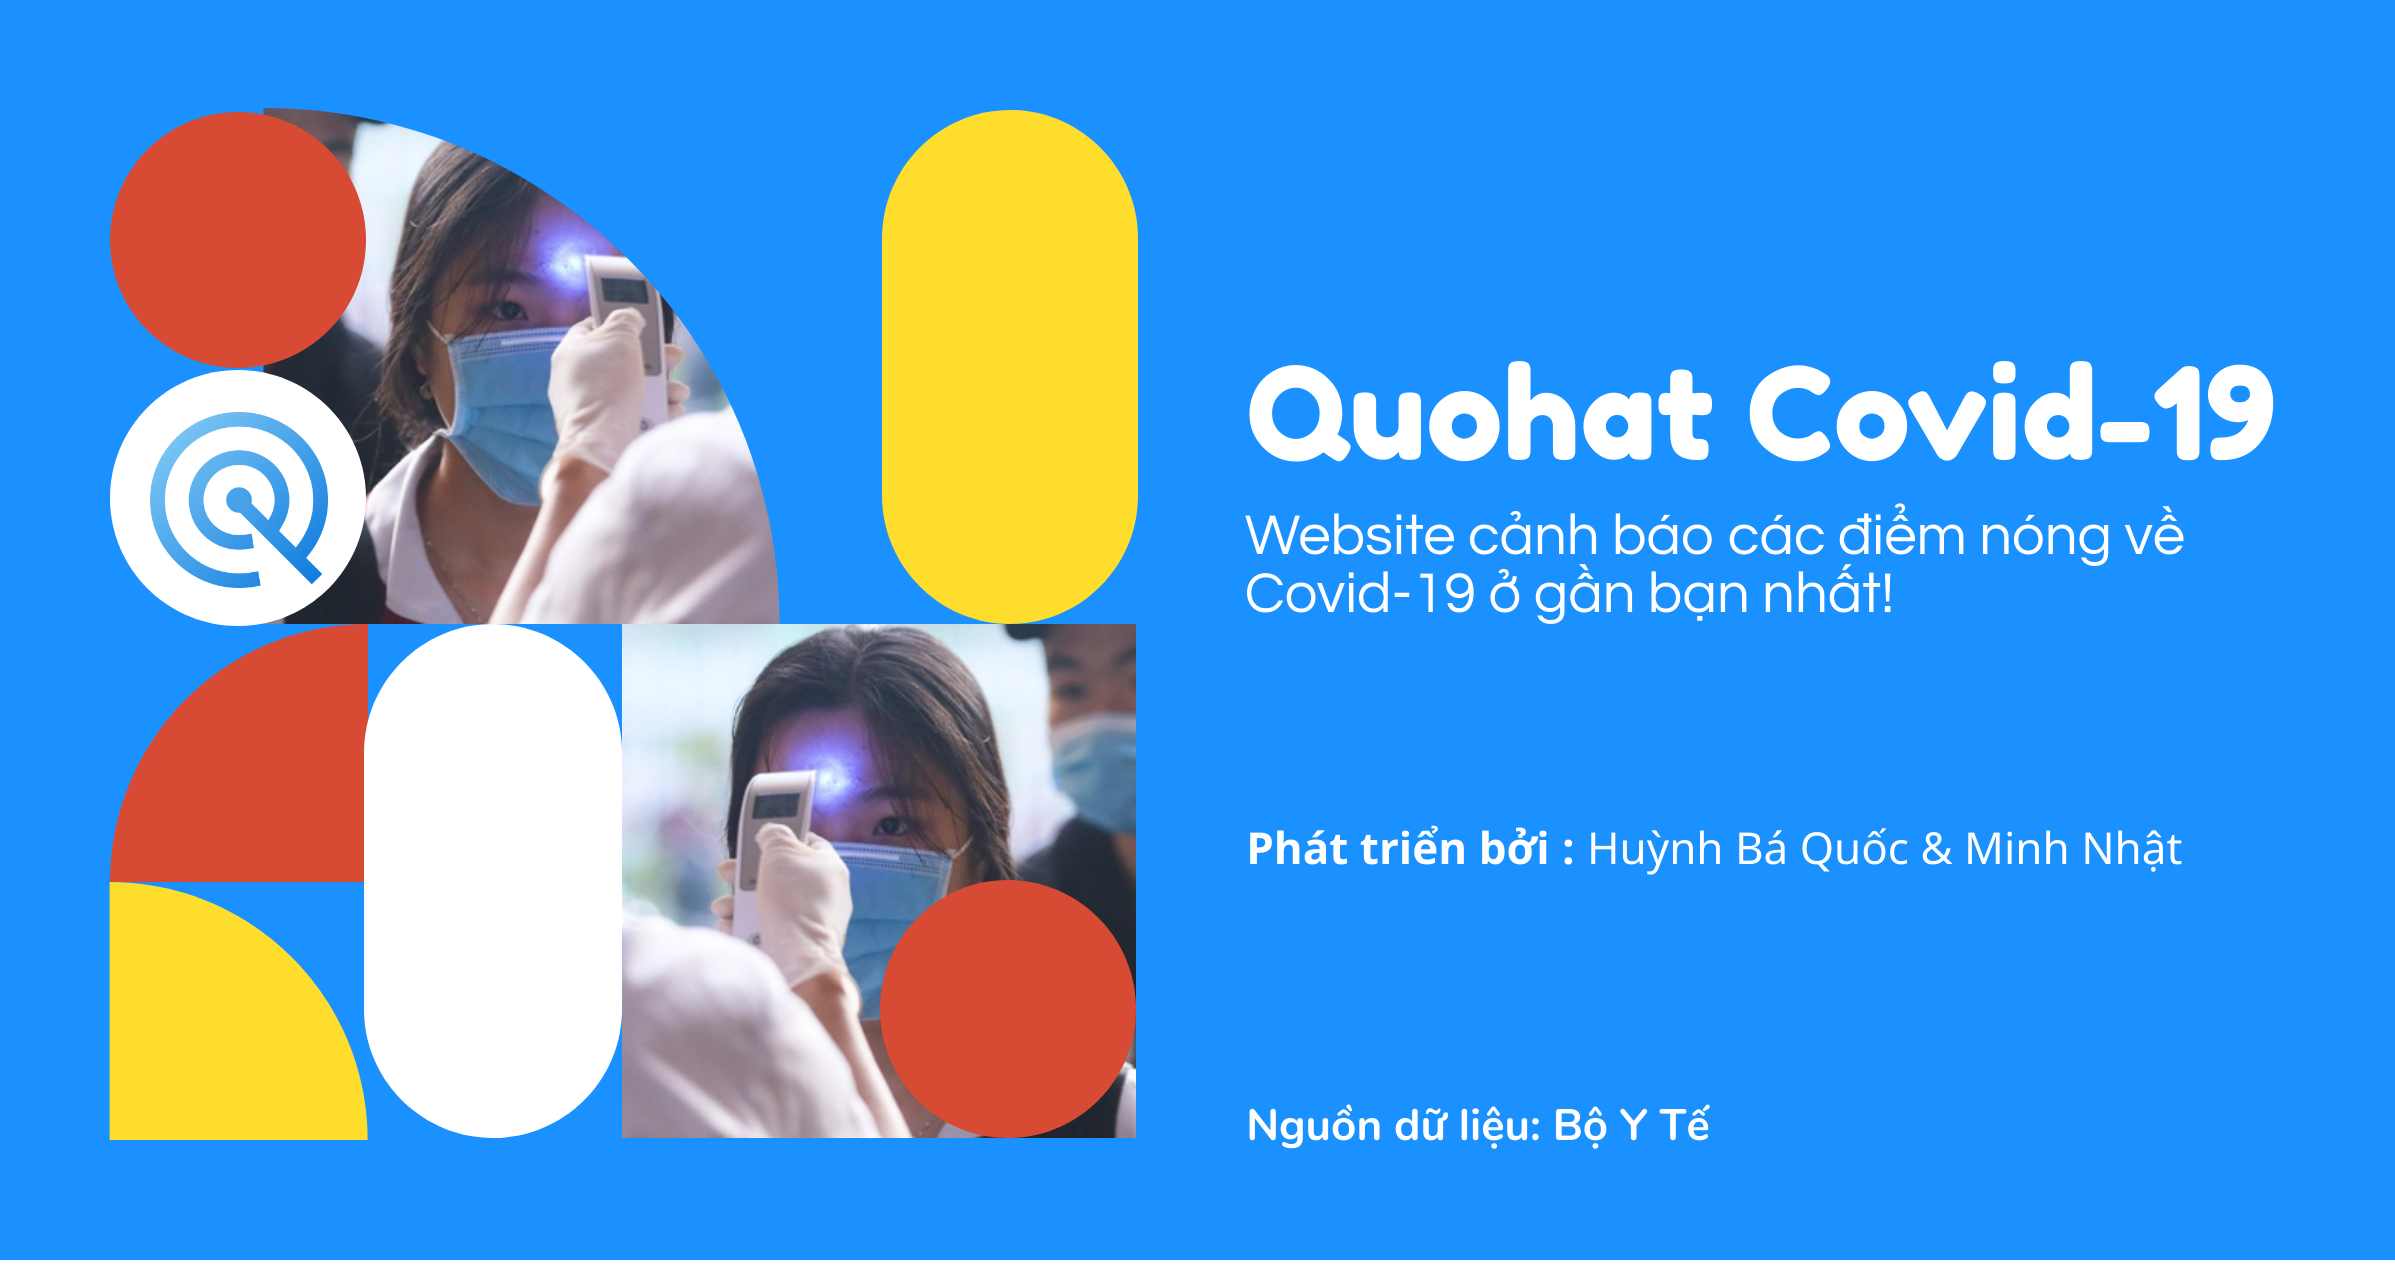 Quohat Covid-19
Website cảnh báo các điểm nóng về
Covid-19 ở gần bạn nhất!
Phát triển bởi : Huỳnh Bá Quốc & Minh Nhật
Nguồn dữ liệu: Bộ Y Tế